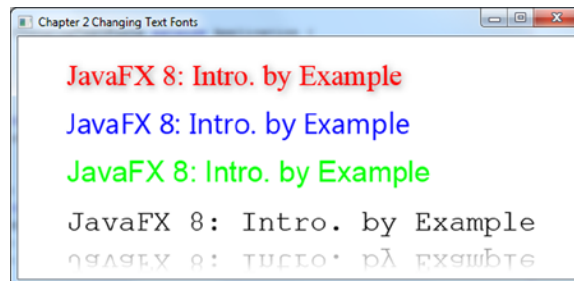 Chapter 2 Changing Text Fonts
JavaFX 8: Intro. by Example
JavaFX 8: Intro. by Example
JavaFX 8: Intro. by Example
JavaFX 8: Intro. by Example